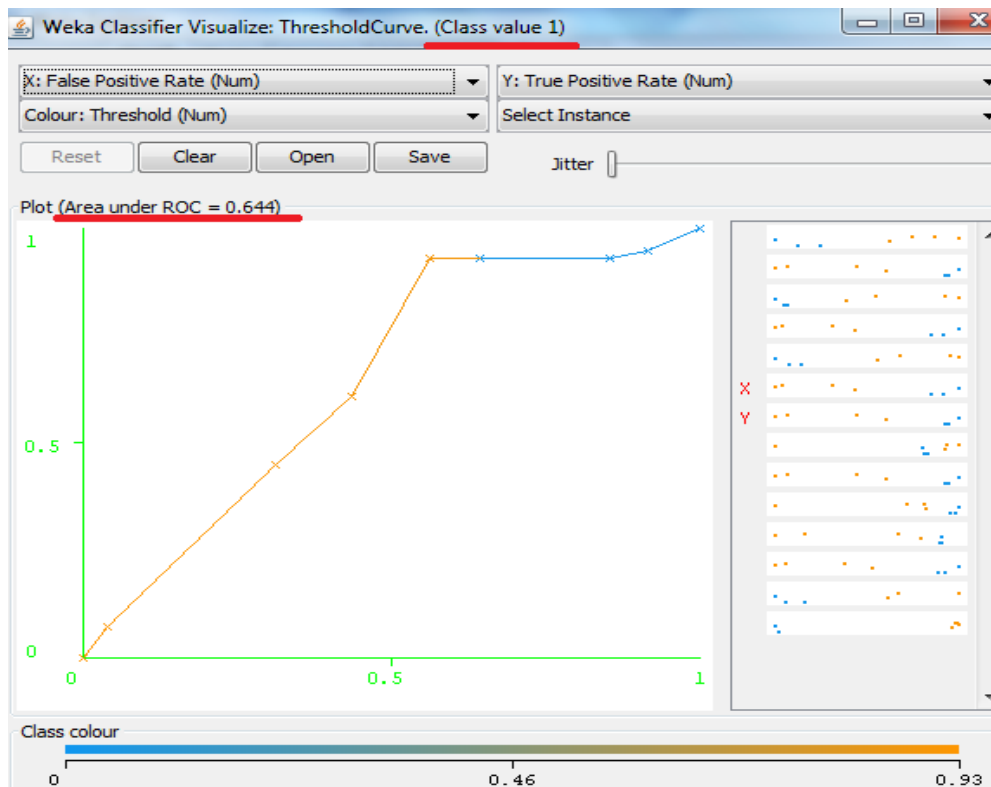 Weka Classifier Visualize: ThresholdCurve. (Class value 1)
X: False Positive Rate (Num) Y: True Positive Rate (Num)
Colour: Threshold (Num) Select Instance
Reset Clear Open Save Jitter
Plot (Area under ROC = 0.644)
1
0.5
0
0 0.5 1
X
Y
Class colour
0 0.46 0.93